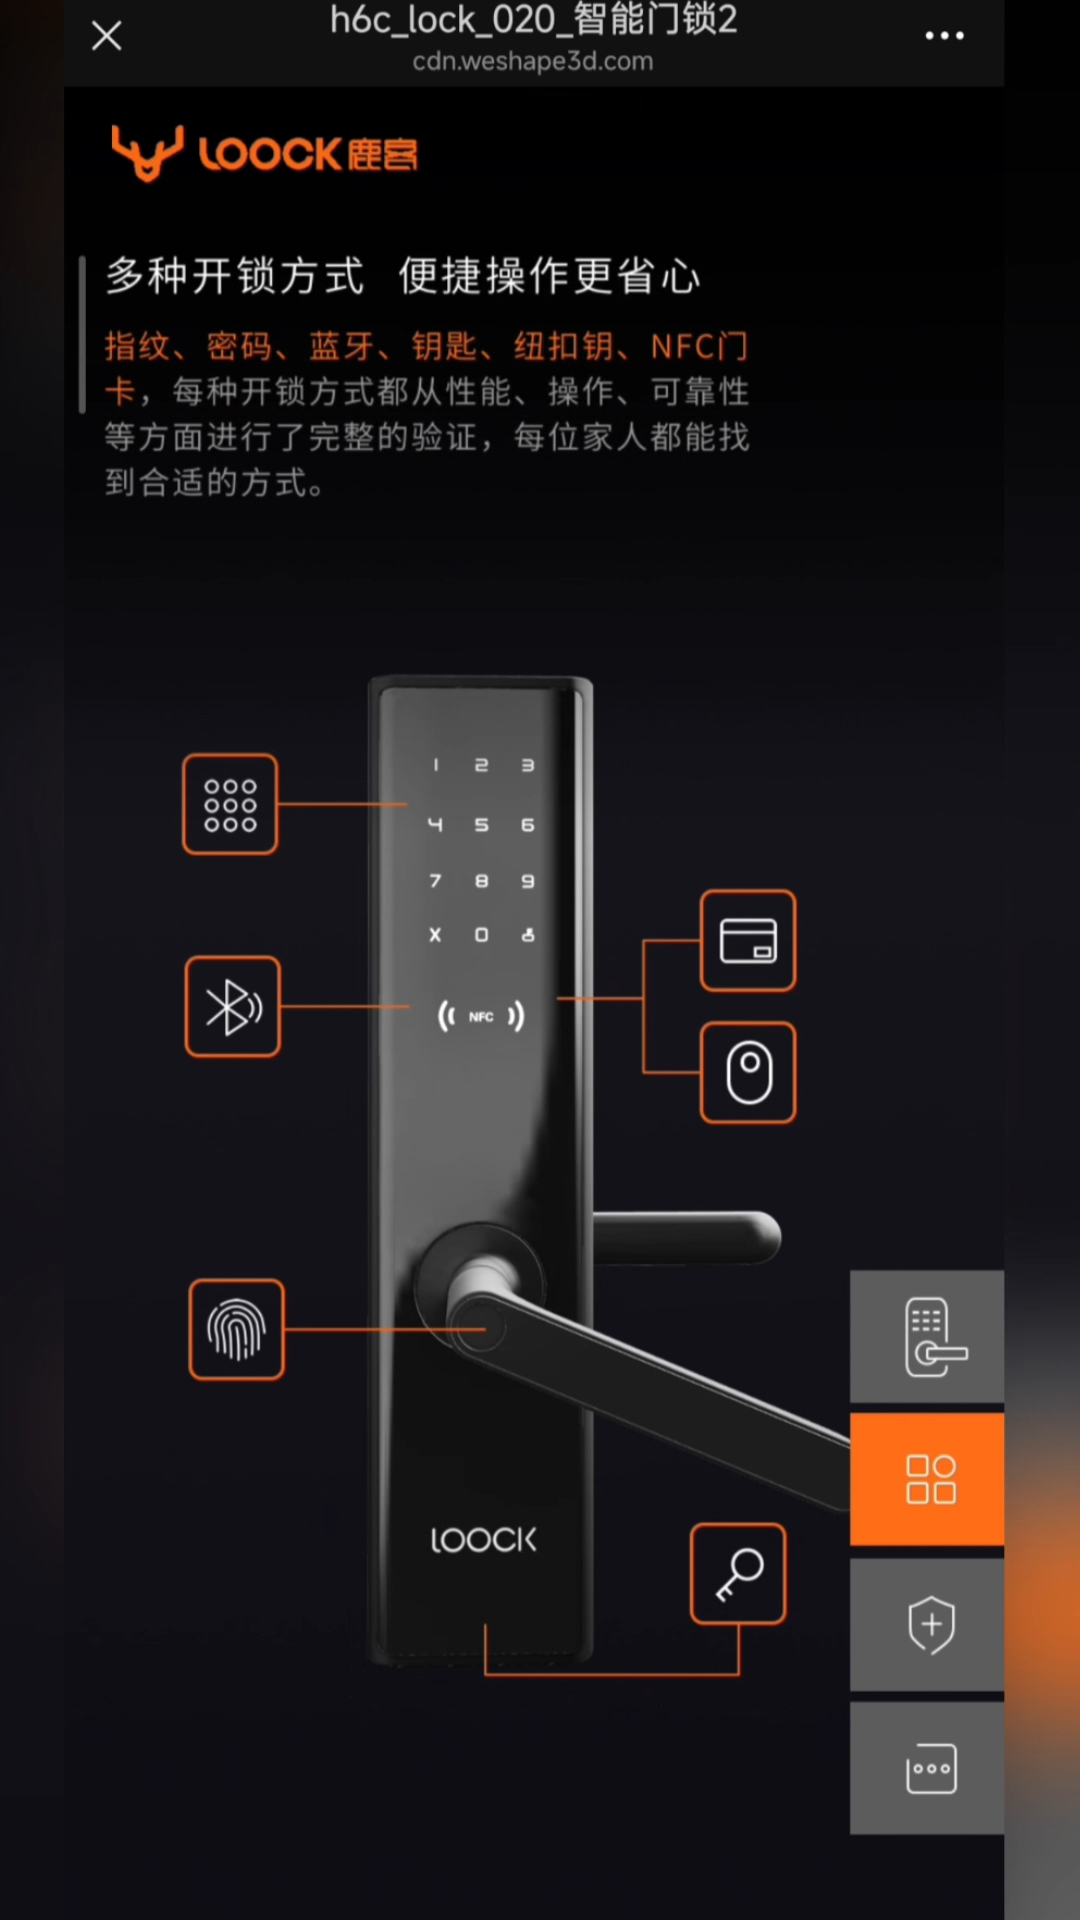 h6c_lock_020_智能门锁2
cdn.weshape3d.com
LOOCK鹿客
多种开锁方式 便捷操作更省心
指纹、密码、蓝牙、钥匙、纽扣钥、NFC门
卡，每种开锁方式都从性能、操作、可靠性
等方面进行了完整的验证，每位家人都能找
到合适的方式。
1 2 3
4 5 6
7 8 9
X 0
NFC
LOOCK